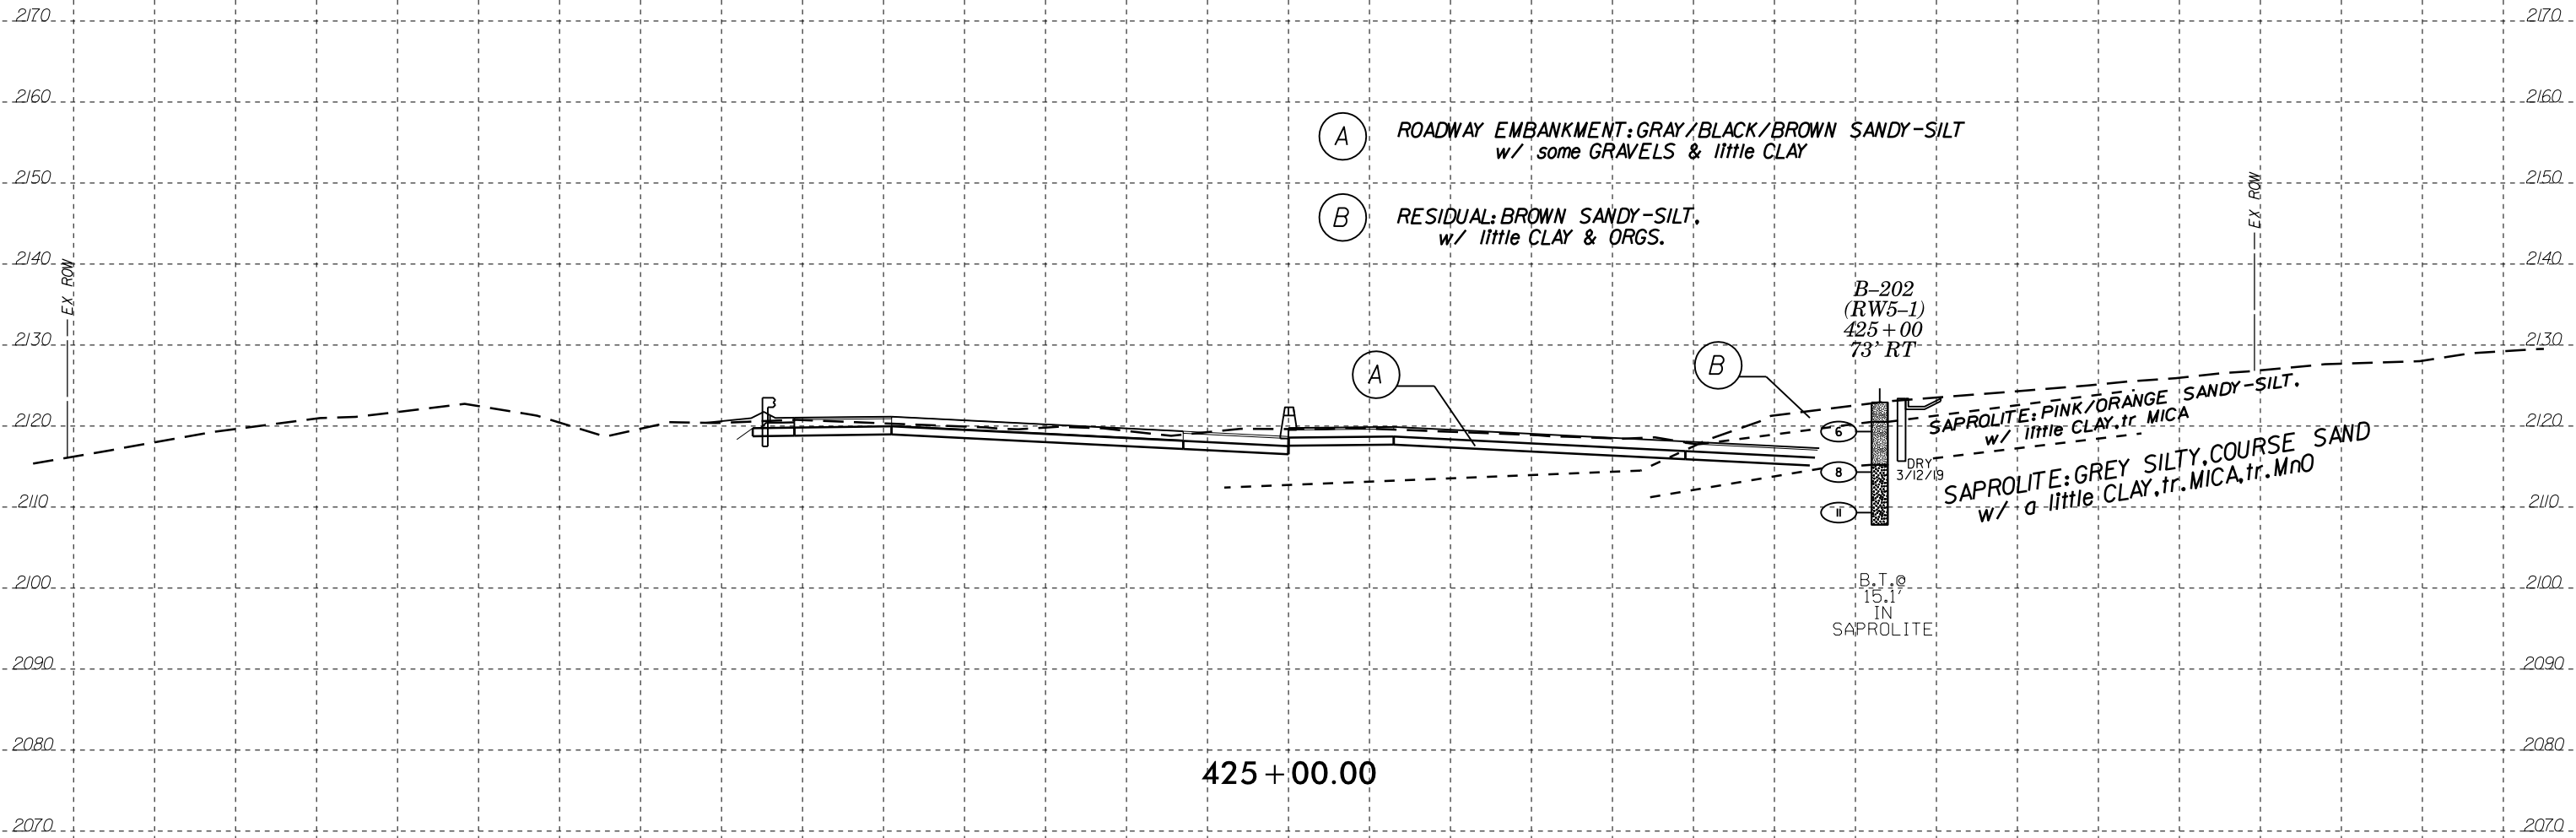 2170 2170
2160 2160
A ROADWAY EMBANKMENT: GRAY/BLACK/BROWN SANDY-SILT
w/ some GRAVELS & little CLAY
2150 2150
EX ROW
B RESIDUAL: BROWN SANDY-SILT,
w/ little CLAY & ORGS.
2140 2140
EX ROW
B-202
(RW5-1)
425+00
73' RT
2130 2130
A
B
2120 2120
6
SAPROLITE: PINK/ORANGE SANDY-SILT,
w/ little CLAY, tr MICA
8
DRY
3/12/19
SAPROLITE: GREY SILTY, COURSE SAND
w/ a little CLAY, tr. MICA, tr. MnO
2110 2110
11
2100 2100
B.T.@
15.1'
IN
SAPROLITE
2090 2090
2080 2080
425+00.00
2070 2070